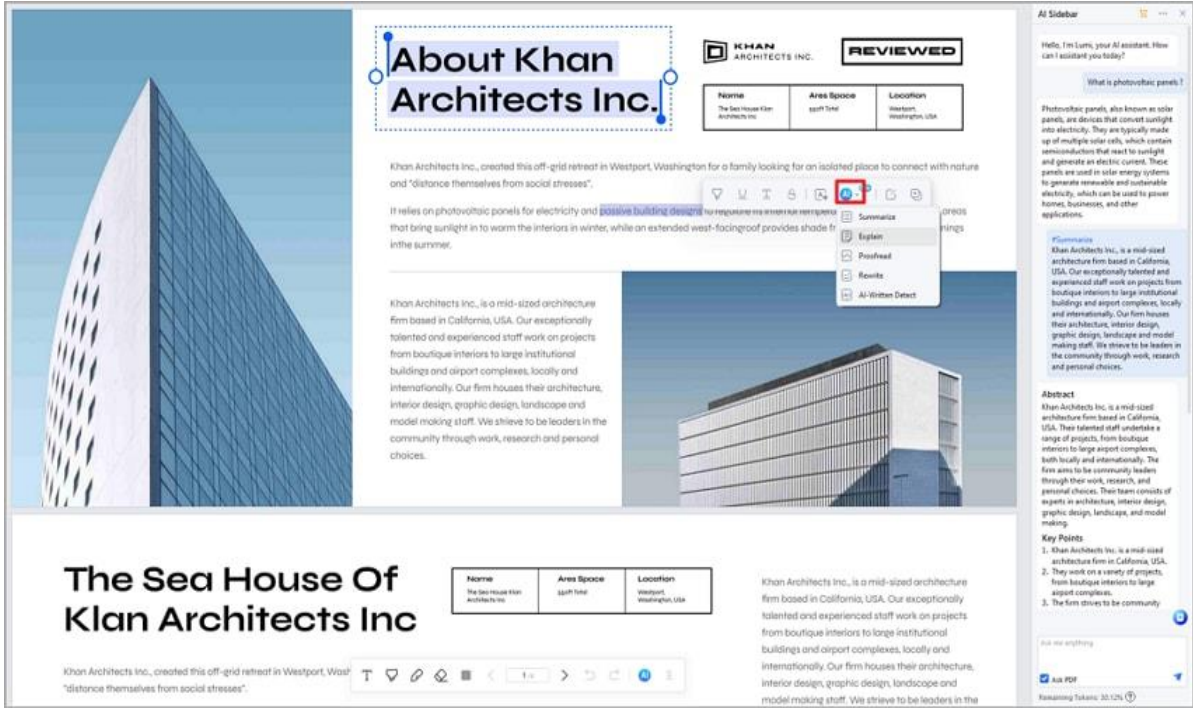 About Khan
Architects Inc.
KHAN
ARCHITECTS INC.
REVIEWED
Name
The Sea House Klan
Architects Inc
Ares Space
550ft Total
Location
Westport,
Washington, USA
Khan Architects Inc., created this off-grid retreat in Westport, Washington for a family looking for an isolated place to connect with nature
and "distance themselves from social stresses".
It relies on photovoltaic panels for electricity and passive building designs to regulate its internal temperature areas
that bring sunlight in to warm the interiors in winter, while an extended west-facingroof provides shade
inthe summer.
AI
Summarize
Explain
Proofread
Rewrite
AI-Written Detect
Khan Architects Inc., is a mid-sized architecture
firm based in California, USA. Our exceptionally
talented and experienced staff work on projects
from boutique interiors to large institutional
buildings and airport complexes, locally and
internationally. Our firm houses their architecture,
interior design, graphic design, landscape and
model making staff. We strieve to be leaders in the
community through work, research and personal
choices.
The Sea House Of
Klan Architects Inc
Name
The Sea House Klan
Architects Inc
Ares Space
550ft Total
Location
Westport,
Washington, USA
Khan Architects Inc., created this off-grid retreat in Westport,
"distance themselves from social stresses".
Khan Architects Inc., is a mid-sized architecture
firm based in California, USA. Our exceptionally
talented and experienced staff work on projects
from boutique interiors to large institutional
buildings and airport complexes, locally and
internationally. Our firm houses their architecture,
interior design, graphic design, landscape and
model making staff. We strieve to be leaders in the
AI
AI Sidebar
Hello, I'm Lumi, your AI assistant. How
can I assistant you today?
What is photovoltaic panels ?
Photovoltaic panels, also known as solar
panels, are devices that convert sunlight
into electricity. They are typically made
up of multiple solar cells, which contain
semiconductors that react to sunlight
and generate an electric current. These
panels are used in solar energy systems
to generate renewable and sustainable
electricity, which can be used to power
homes, businesses, and other
applications.
#Summarize
Khan Architects Inc., is a mid-sized
architecture firm based in California,
USA. Our exceptionally talented and
experienced staff work on projects from
boutique interiors to large institutional
buildings and airport complexes, locally
and internationally. Our firm houses
their architecture, interior design,
graphic design, landscape and model
making staff. We strieve to be leaders in
the community through work, research
and personal choices.
Abstract
Khan Architects Inc. is a mid-sized
architecture firm based in California,
USA. Their talented staff undertake a
range of projects, from boutique
interiors to large airport complexes,
both locally and internationally. The
firm aims to be community leaders
through their work, research, and
personal choices. Their team consists of
experts in architecture, interior design,
graphic design, landscape, and model
making.
Key Points
1. Khan Architects Inc. is a mid-sized
architecture firm in California, USA.
2. They work on a variety of projects,
from boutique interiors to large
airport complexes.
3. The firm strives to be community
Ask me anything
Ask PDF
Remaining Tokens: 30.12%